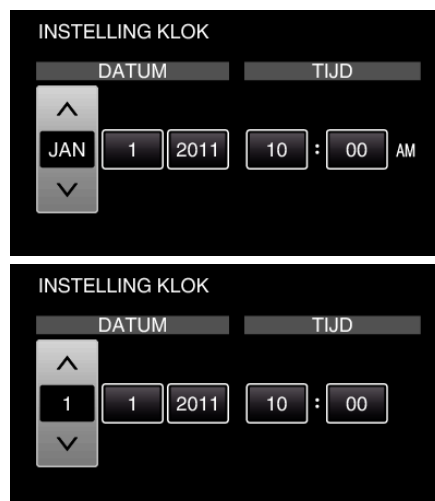 INSTELLING KLOK
DATUM TIJD
JAN 1 2011 10 : 00 AM
INSTELLING KLOK
DATUM TIJD
1 1 2011 10 : 00